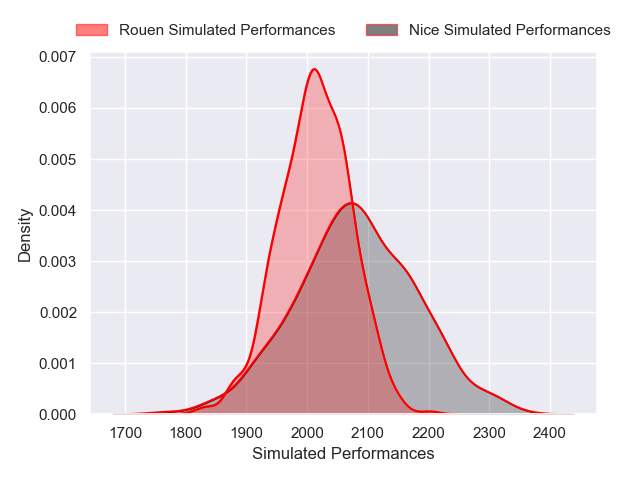 Rouen Simulated Performances
Nice Simulated Performances
0.007
0.006
0.005
0.004
0.003
0.002
0.001
0.000
Density
1700 1800 1900 2000 2100 2200 2300 2400
Simulated Performances